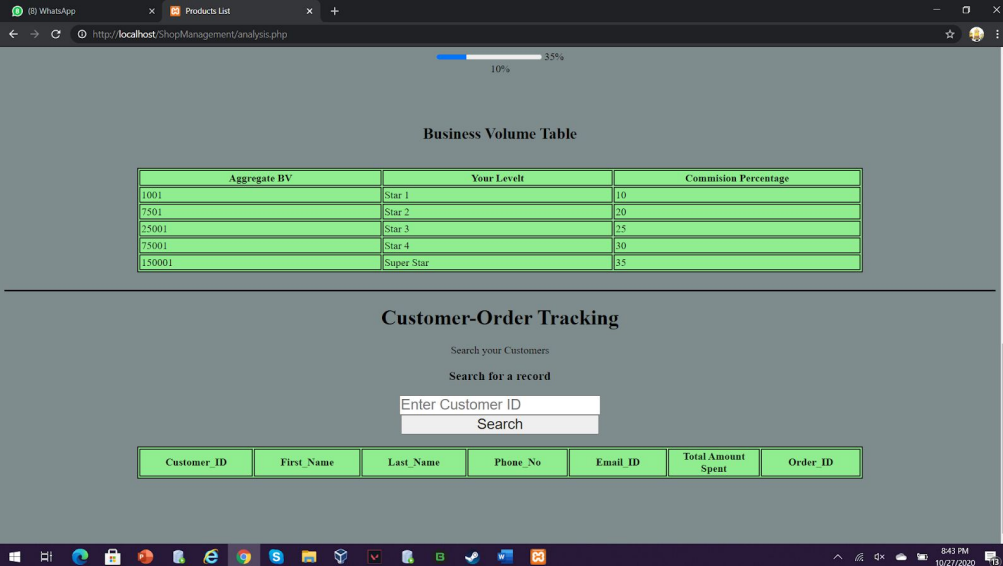 (8) WhatsApp
Products List
http://localhost/ShopManagement/analysis.php
35%
10%
Business Volume Table
Aggregate BV Your Levelt Commision Percentage
1001 Star 1 10
7501 Star 2 20
25001 Star 3 25
75001 Star 4 30
150001 Super Star 35
Customer-Order Tracking
Search your Customers
Search for a record
Enter Customer ID
Search
Customer_ID First_Name Last_Name Phone_No Email_ID Total Amount Spent Order_ID
8:43 PM
10/27/2020
13